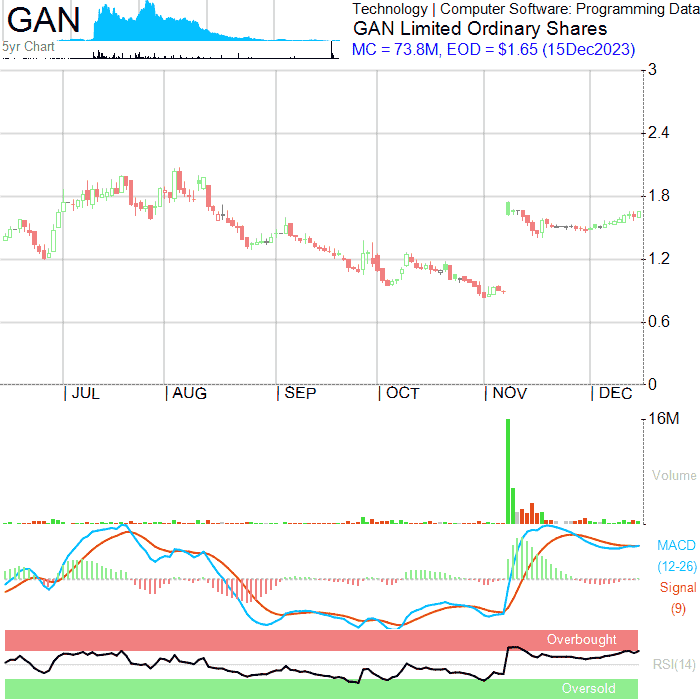 GAN
5yr Chart
Technology | Computer Software: Programming Data
GAN Limited Ordinary Shares
MC = 73.8M, EOD = $1.65 (15Dec2023)
3
2.4
1.8
1.2
0.6
0
| JUL | AUG | SEP | OCT | NOV | DEC
16M
Volume
MACD
(12-26)
Signal
(9)
Overbought
RSI(14)
Oversold